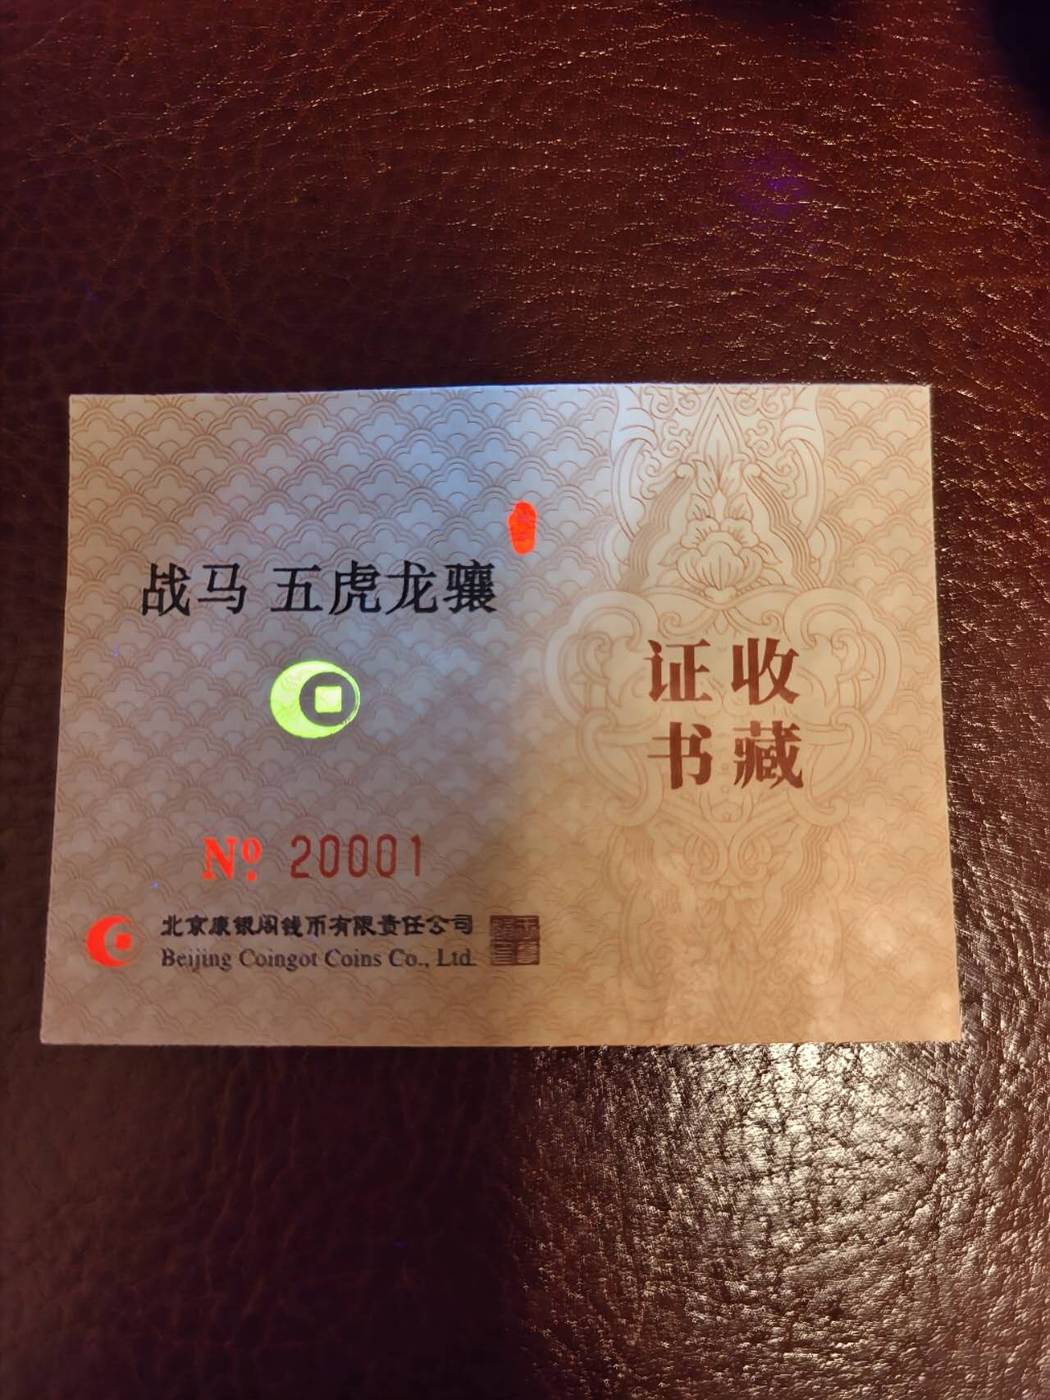 战马 五虎龙骧
№ 20001
北京康银阁钱币有限责任公司
Beijing Coingot Coins Co., Ltd.
证收
书藏